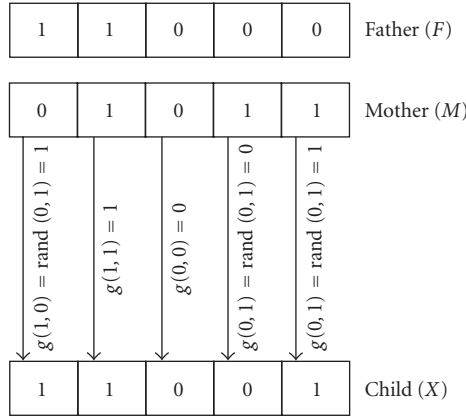 1 1 0 0 0 Father (F)
0 1 0 1 1 Mother (M)
g(1, 0) = rand (0, 1) = 1
g(1, 1) = 1
g(0, 0) = 0
g(0, 1) = rand (0, 1) = 0
g(0, 1) = rand (0, 1) = 1
1 1 0 0 1 Child (X)